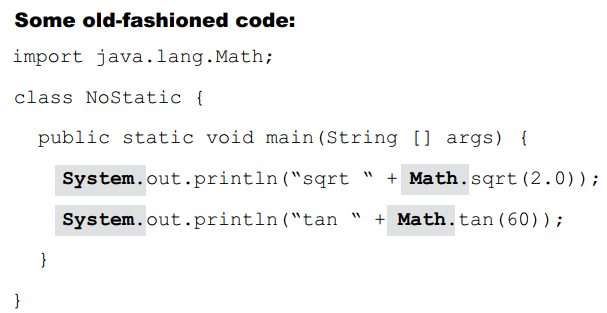 Some old-fashioned code:
import java.lang.Math;
class NoStatic {
public static void main(String [] args) {
System.out.println(“sqrt “ + Math.sqrt(2.0));
System.out.println(“tan “ + Math.tan(60));
}
}